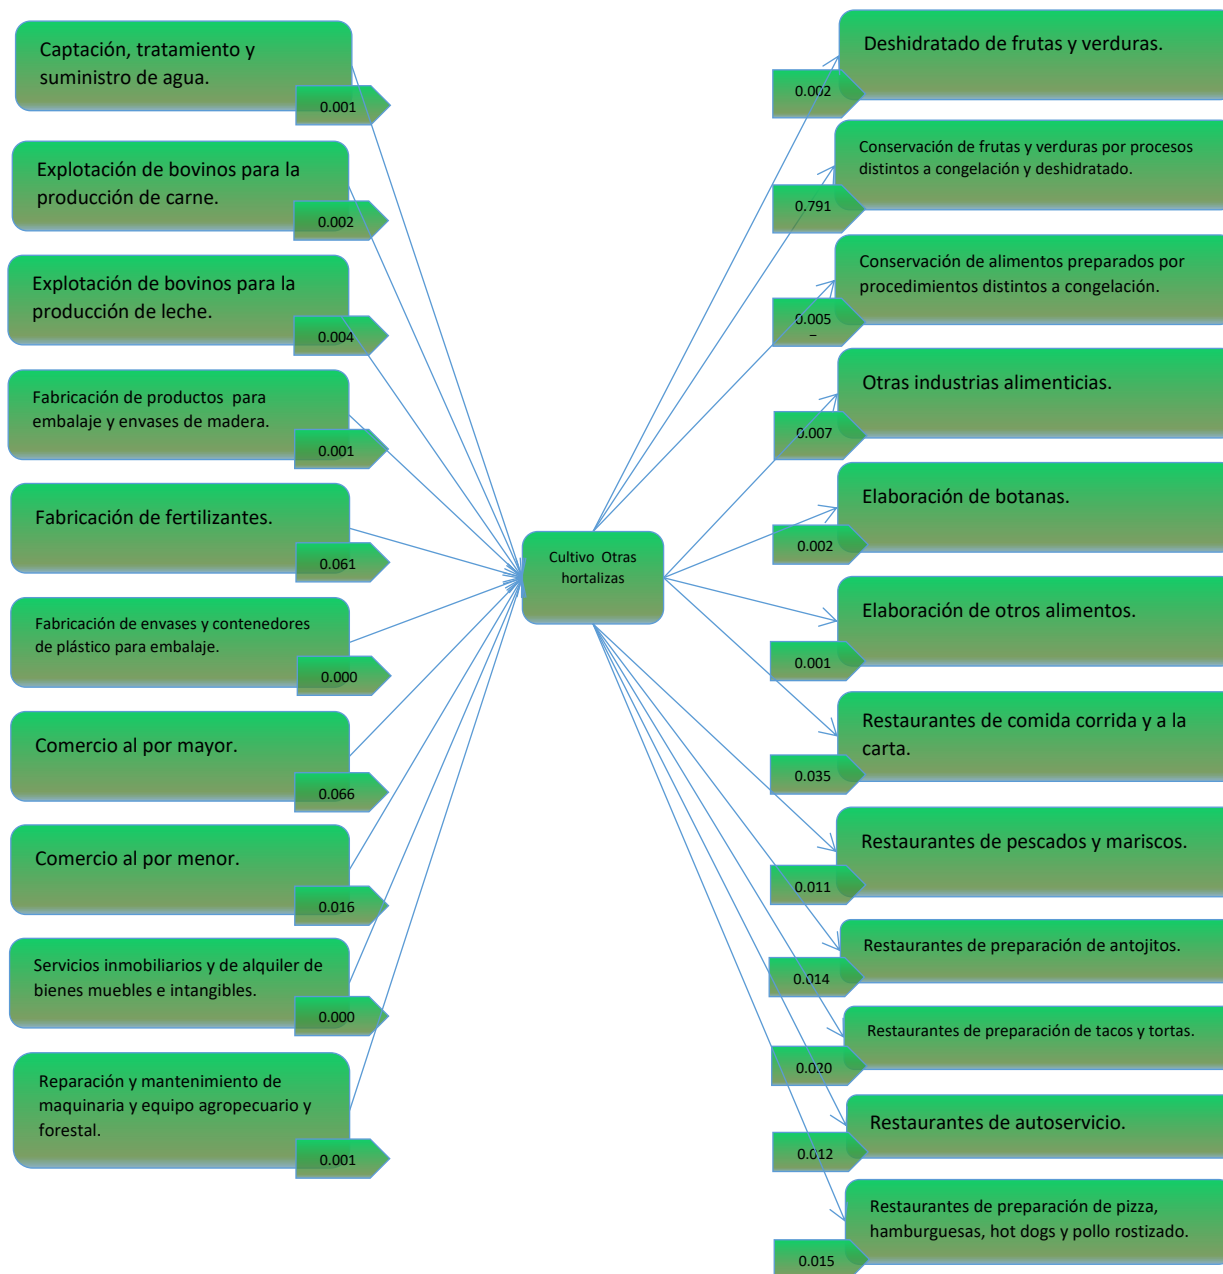 Captación, tratamiento y
suministro de agua.
0.001
Explotación de bovinos para la
producción de carne.
0.002
Explotación de bovinos para la
producción de leche.
0.004
Fabricación de productos  para
embalaje y envases de madera.
0.001
Fabricación de fertilizantes.
0.061
Fabricación de envases y contenedores
de plástico para embalaje.
0.000
Comercio al por mayor.
0.066
Comercio al por menor.
0.016
Servicios inmobiliarios y de alquiler de
bienes muebles e intangibles.
0.000
Reparación y mantenimiento de
maquinaria y equipo agropecuario y
forestal.
0.001
Cultivo  Otras
hortalizas
Deshidratado de frutas y verduras.
0.002
Conservación de frutas y verduras por procesos
distintos a congelación y deshidratado.
0.791
Conservación de alimentos preparados por
procedimientos distintos a congelación.
0.005
–
Otras industrias alimenticias.
0.007
Elaboración de botanas.
0.002
Elaboración de otros alimentos.
0.001
Restaurantes de comida corrida y a la
carta.
0.035
Restaurantes de pescados y mariscos.
0.011
Restaurantes de preparación de antojitos.
0.014
Restaurantes de preparación de tacos y tortas.
0.020
Restaurantes de autoservicio.
0.012
Restaurantes de preparación de pizza,
hamburguesas, hot dogs y pollo rostizado.
0.015